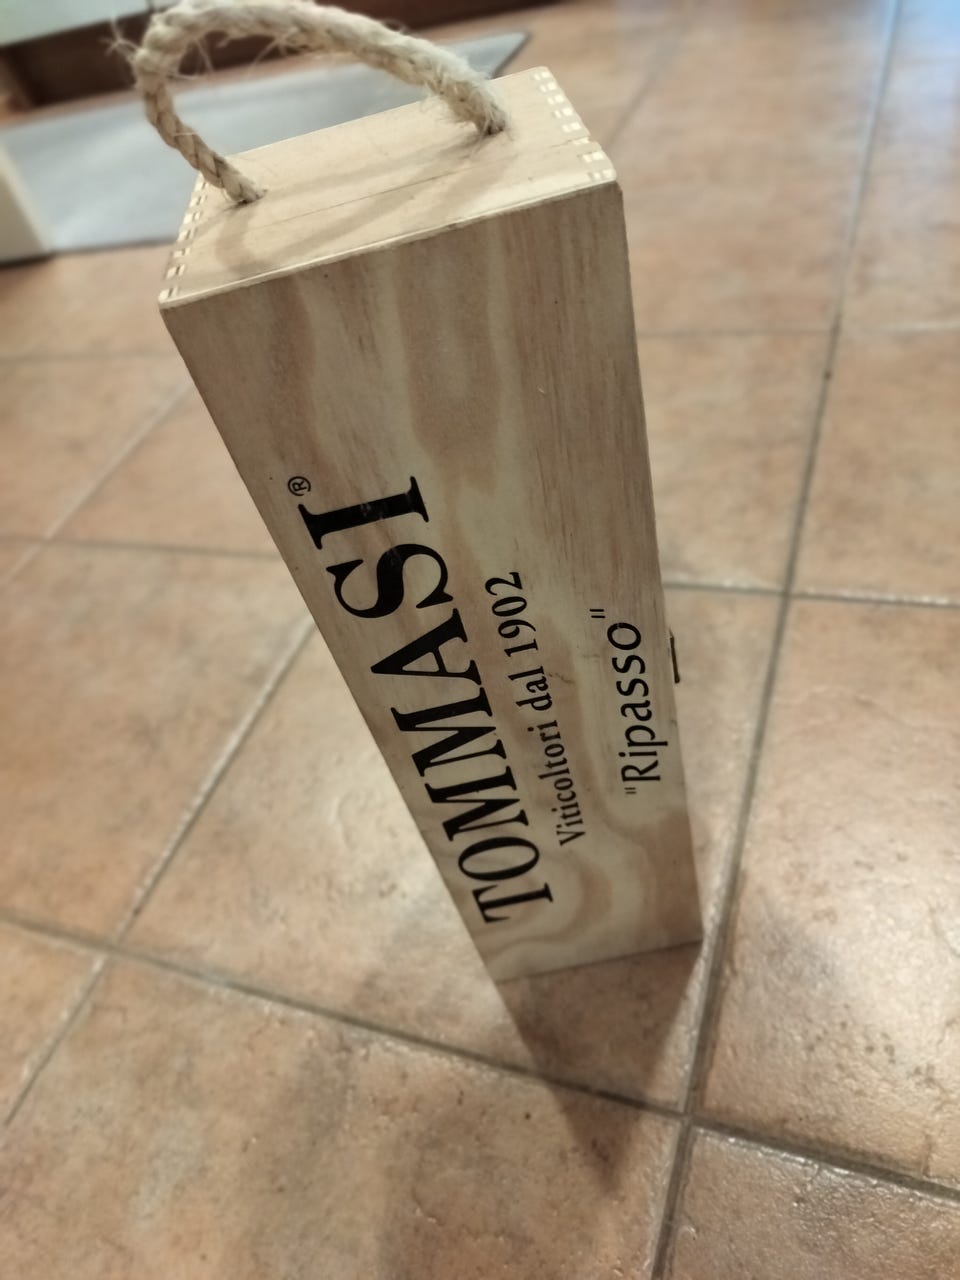 TOMMASI®
Viticoltori dal 1902
"Ripasso"